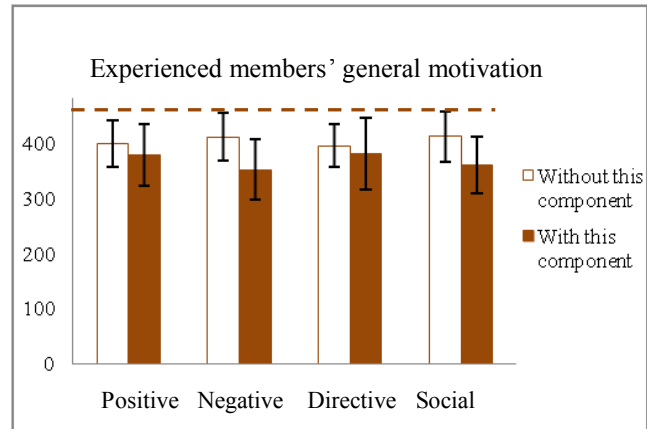 Experienced members’ general motivation
400
300
200
100
0
Without this
component
With this
component
Positive Negative Directive Social